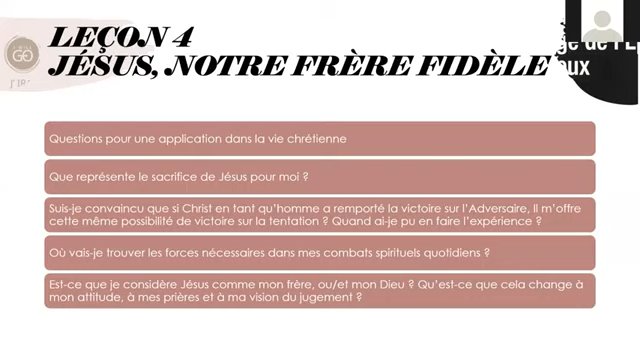 LEÇON 4
JÉSUS, NOTRE FRÈRE FIDÈLE
Questions pour une application dans la vie chrétienne
Que représente le sacrifice de Jésus pour moi ?
Suis-je convaincu que si Christ en tant qu’homme a remporté la victoire sur l’Adversaire, Il m’offre
cette même possibilité de victoire sur la tentation ? Quand ai-je pu en faire l’expérience ?
Où vais-je trouver les forces nécessaires dans mes combats spirituels quotidiens ?
Est-ce que je considère Jésus comme mon frère, ou/et mon Dieu ? Qu’est-ce que cela change à
mon attitude, à mes prières et à ma vision du jugement ?